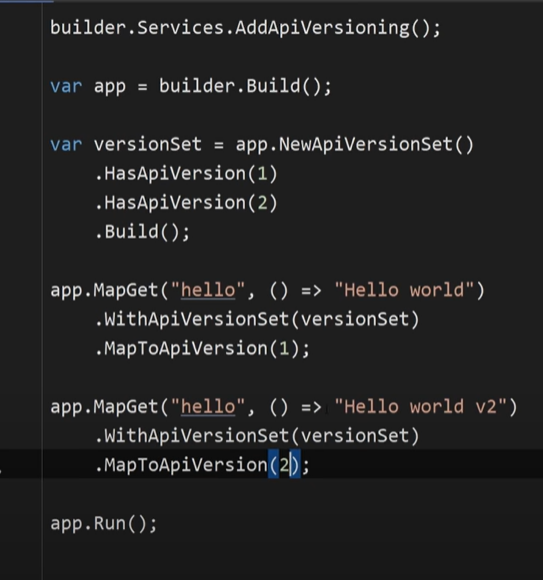 builder.Services.AddApiVersioning();
var app = builder.Build();
var versionSet = app.NewApiVersionSet()
.HasApiVersion(1)
.HasApiVersion(2)
.Build();
app.MapGet("hello", () => "Hello world")
.WithApiVersionSet(versionSet)
.MapToApiVersion(1);
app.MapGet("hello", () => "Hello world v2")
.WithApiVersionSet(versionSet)
.MapToApiVersion(2);
app.Run();